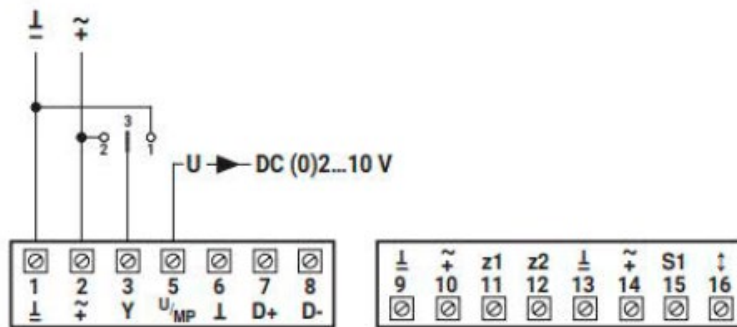 ⊥ ~
− +
3
2 1
U DC (0)2...10 V
1 2 3 5 6 7 8
⊥ ~ Y U/MP ⊥ D+ D-
⊥ ~ z1 z2 ⊥ ~ S1 ↕
9 10 11 12 13 14 15 16